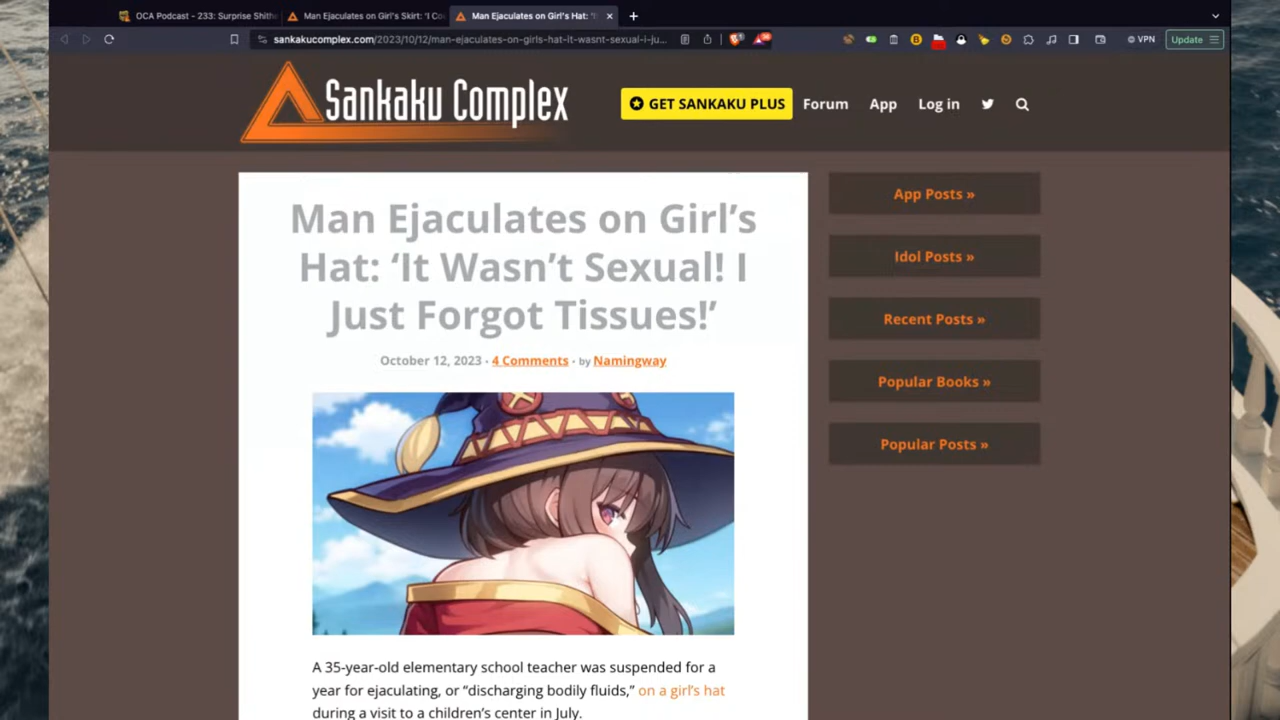 OCA Podcast - 233: Surprise Shith
Man Ejaculates on Girl's Skirt: 'I Co
Man Ejaculates on Girl's Hat: 'I
sankakucomplex.com/2023/10/12/man-ejaculates-on-girls-hat-it-wasnt-sexual-i-ju...
VPN
Update
Sankaku Complex
GET SANKAKU PLUS
Forum
App
Log in
Man Ejaculates on Girl's
Hat: 'It Wasn't Sexual! I
Just Forgot Tissues!'
October 12, 2023 · 4 Comments · by Namingway
A 35-year-old elementary school teacher was suspended for a
year for ejaculating, or “discharging bodily fluids,” on a girl's hat
during a visit to a children's center in July.
App Posts »
Idol Posts »
Recent Posts »
Popular Books »
Popular Posts »